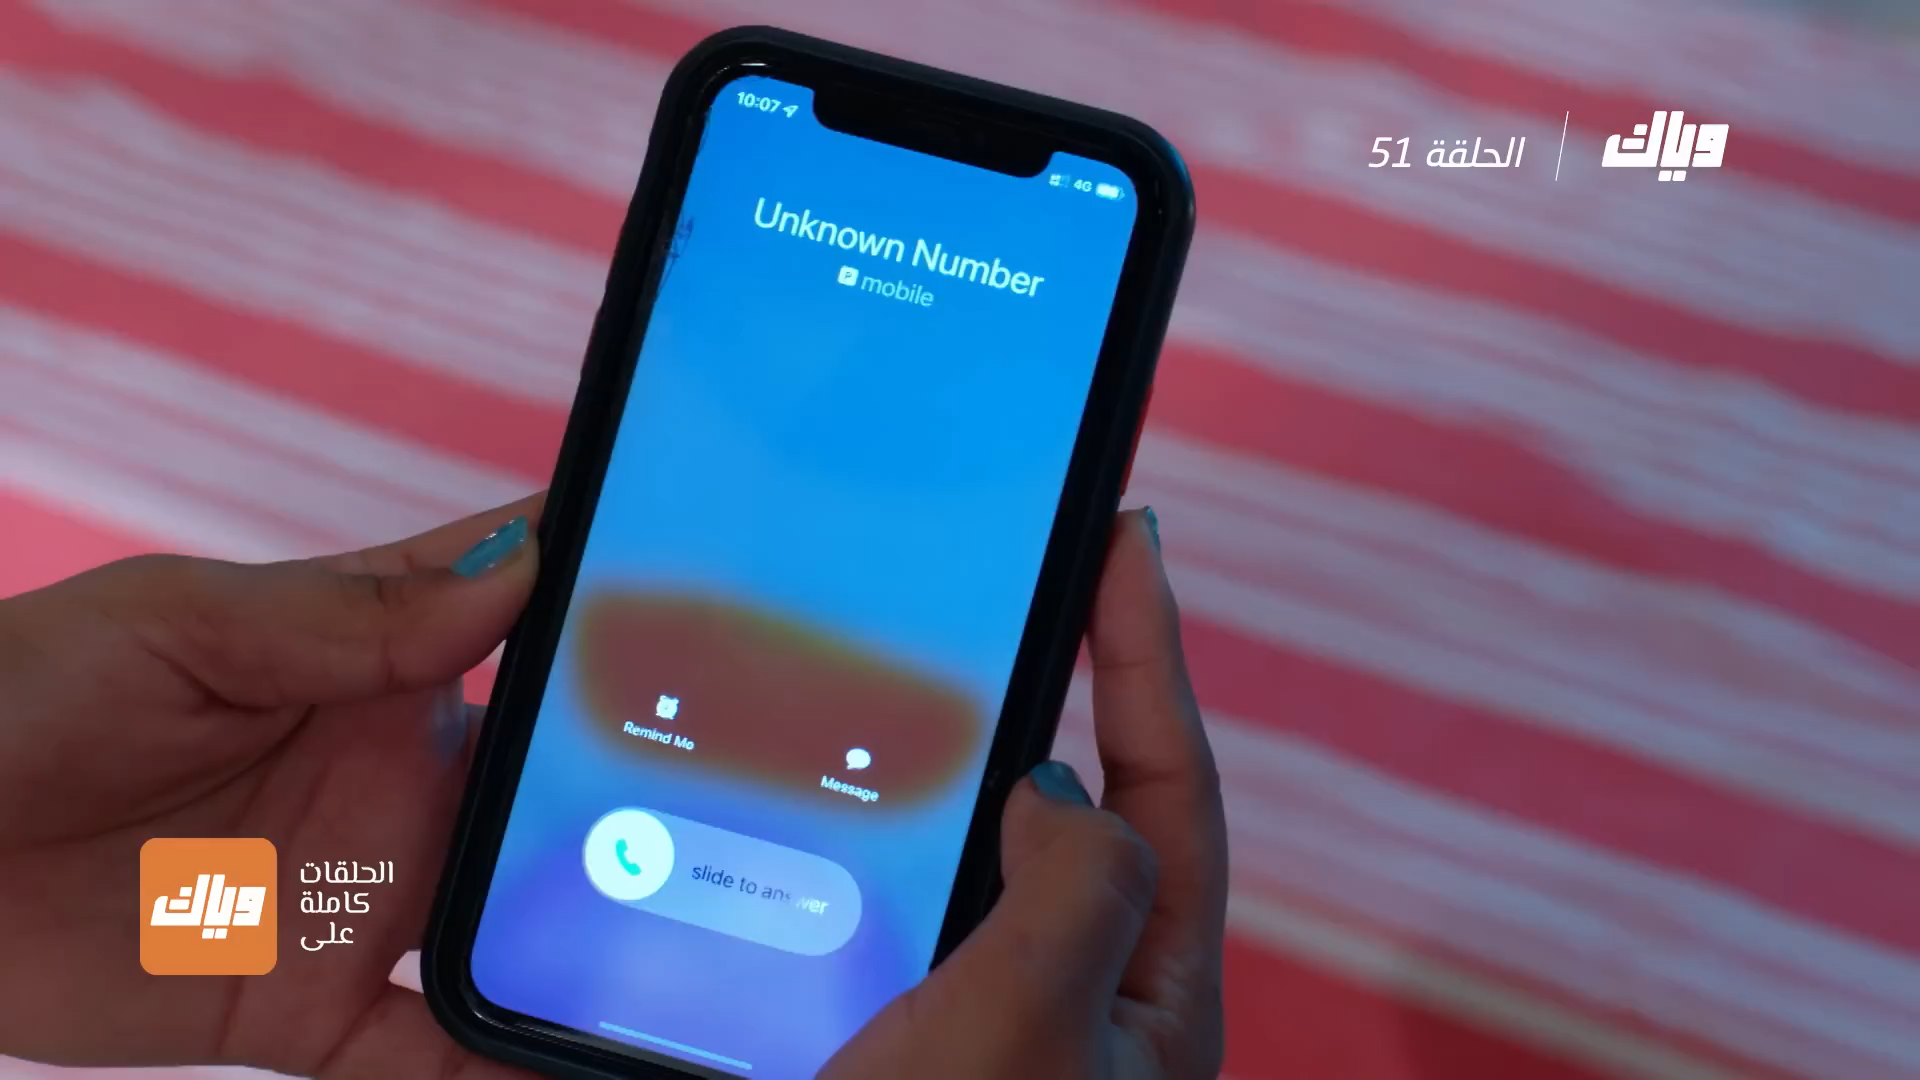 10:07
4G
Unknown Number
P mobile
Remind Me
Message
slide to answer
الحلقة 51
وياك
وياك
الحلقات
كاملة
على